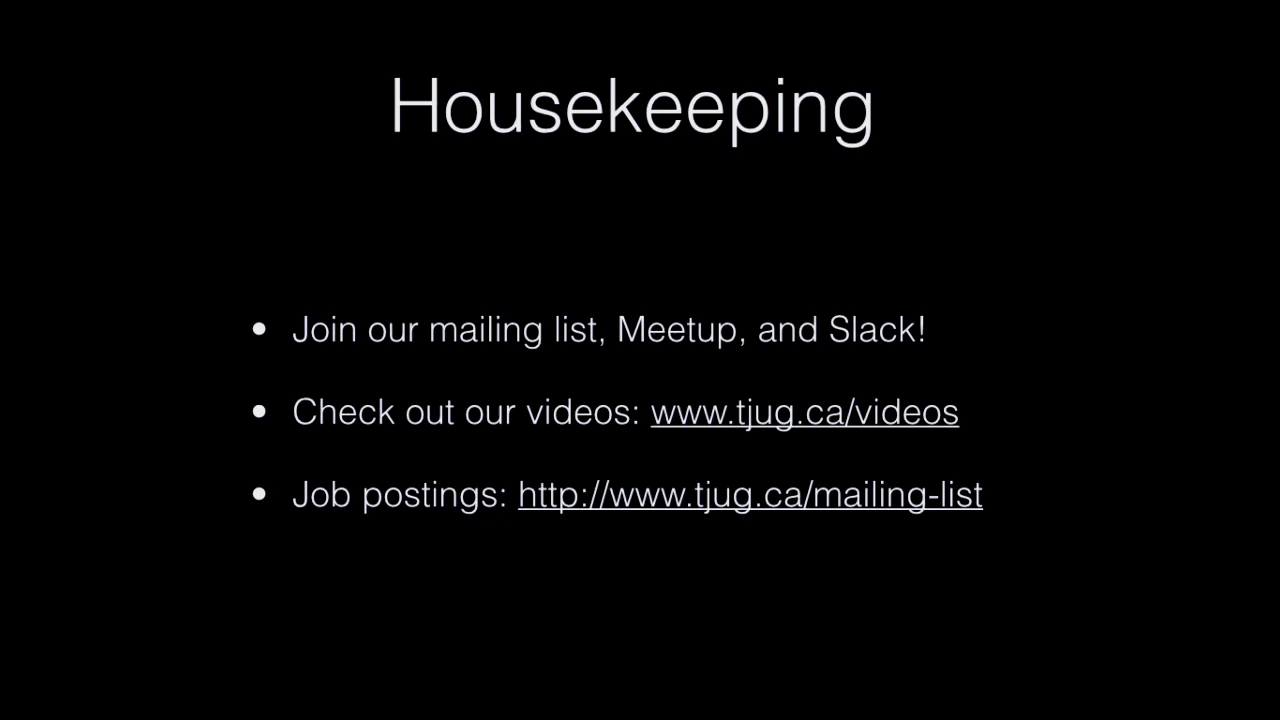 Housekeeping
• Join our mailing list, Meetup, and Slack!
• Check out our videos: www.tjug.ca/videos
• Job postings: http://www.tjug.ca/mailing-list